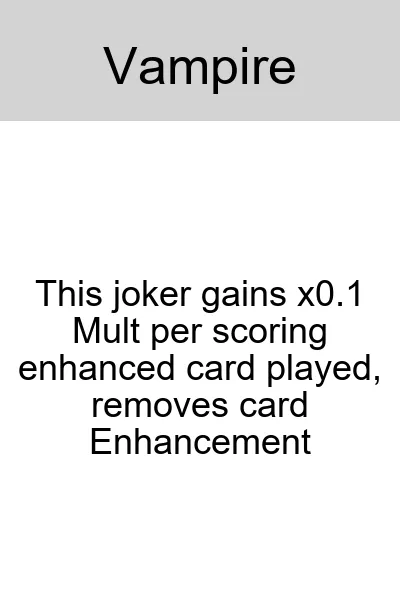 Vampire
This joker gains x0.1
Mult per scoring
enhanced card played,
removes card
Enhancement